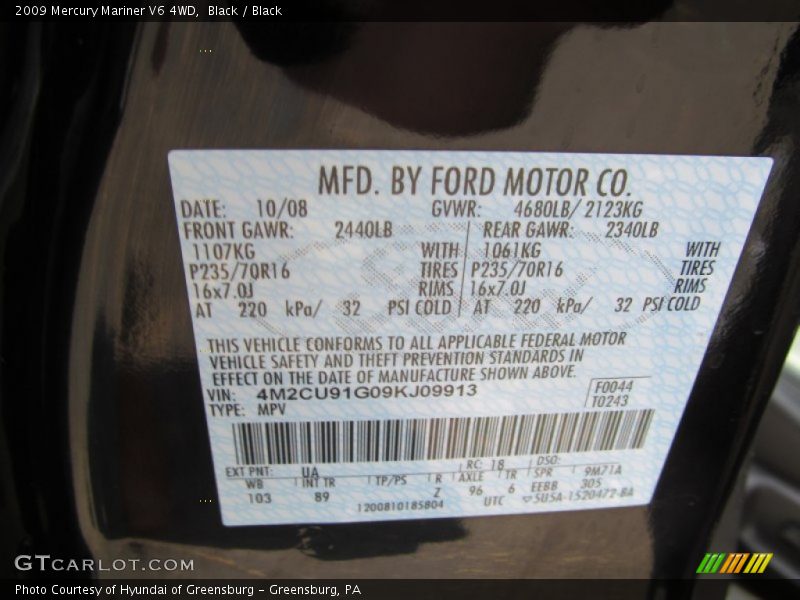 2009 Mercury Mariner V6 4WD, Black / Black
MFD. BY FORD MOTOR CO.
DATE: 10/08 GVWR: 4680LB/ 2123KG
FRONT GAWR: 2440LB REAR GAWR: 2340LB
1107KG WITH 1061KG WITH
P235/70R16 TIRES P235/70R16 TIRES
16x7.0J RIMS 16x7.0J RIMS
AT 220 kPa/ 32 PSI COLD AT 220 kPa/ 32 PSI COLD
THIS VEHICLE CONFORMS TO ALL APPLICABLE FEDERAL MOTOR
VEHICLE SAFETY AND THEFT PREVENTION STANDARDS IN
EFFECT ON THE DATE OF MANUFACTURE SHOWN ABOVE.
VIN: 4M2CU91G09KJ09913 F0044
TYPE: MPV T0243
EXT PNT: UA RC: 18 DSO:
WB INT TR TP/PS R AXLE TR SPR 9M71A
103 89 Z 96 6 EEBB 305
1200810185804 UTC 5U5A-1520472-BA
GTCARLOT.COM
Photo Courtesy of Hyundai of Greensburg – Greensburg, PA